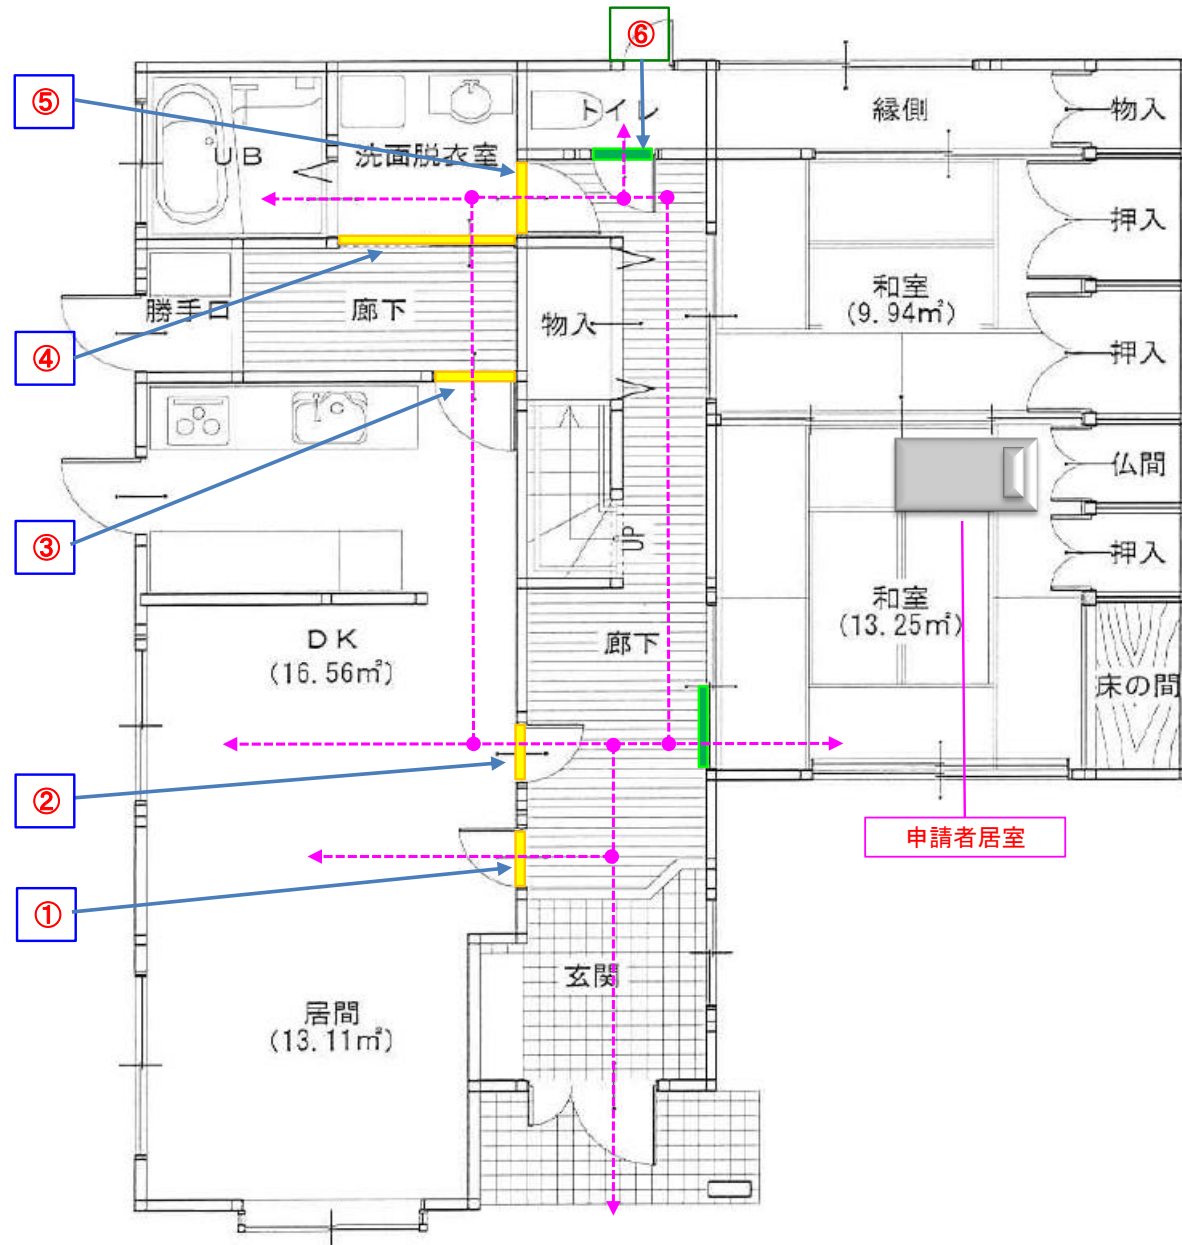 ⑥
⑤
トイレ
縁側
物入
UB
洗面脱衣室
押入
和室
(9.94㎡)
勝手口
廊下
物入
④
押入
仏間
③
UP
押入
和室
(13.25㎡)
DK
(16.56㎡)
廊下
床の間
②
申請者居室
①
玄関
居間
(13.11㎡)